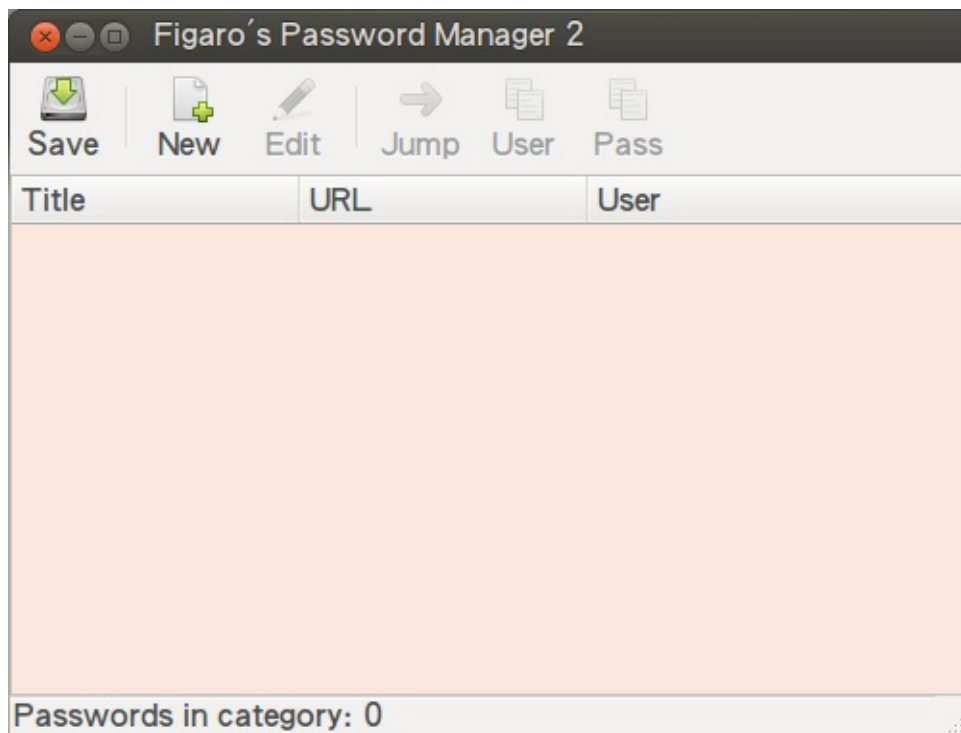 Figaro´s Password Manager 2
Save New Edit Jump User Pass
Title URL User
Passwords in category: 0